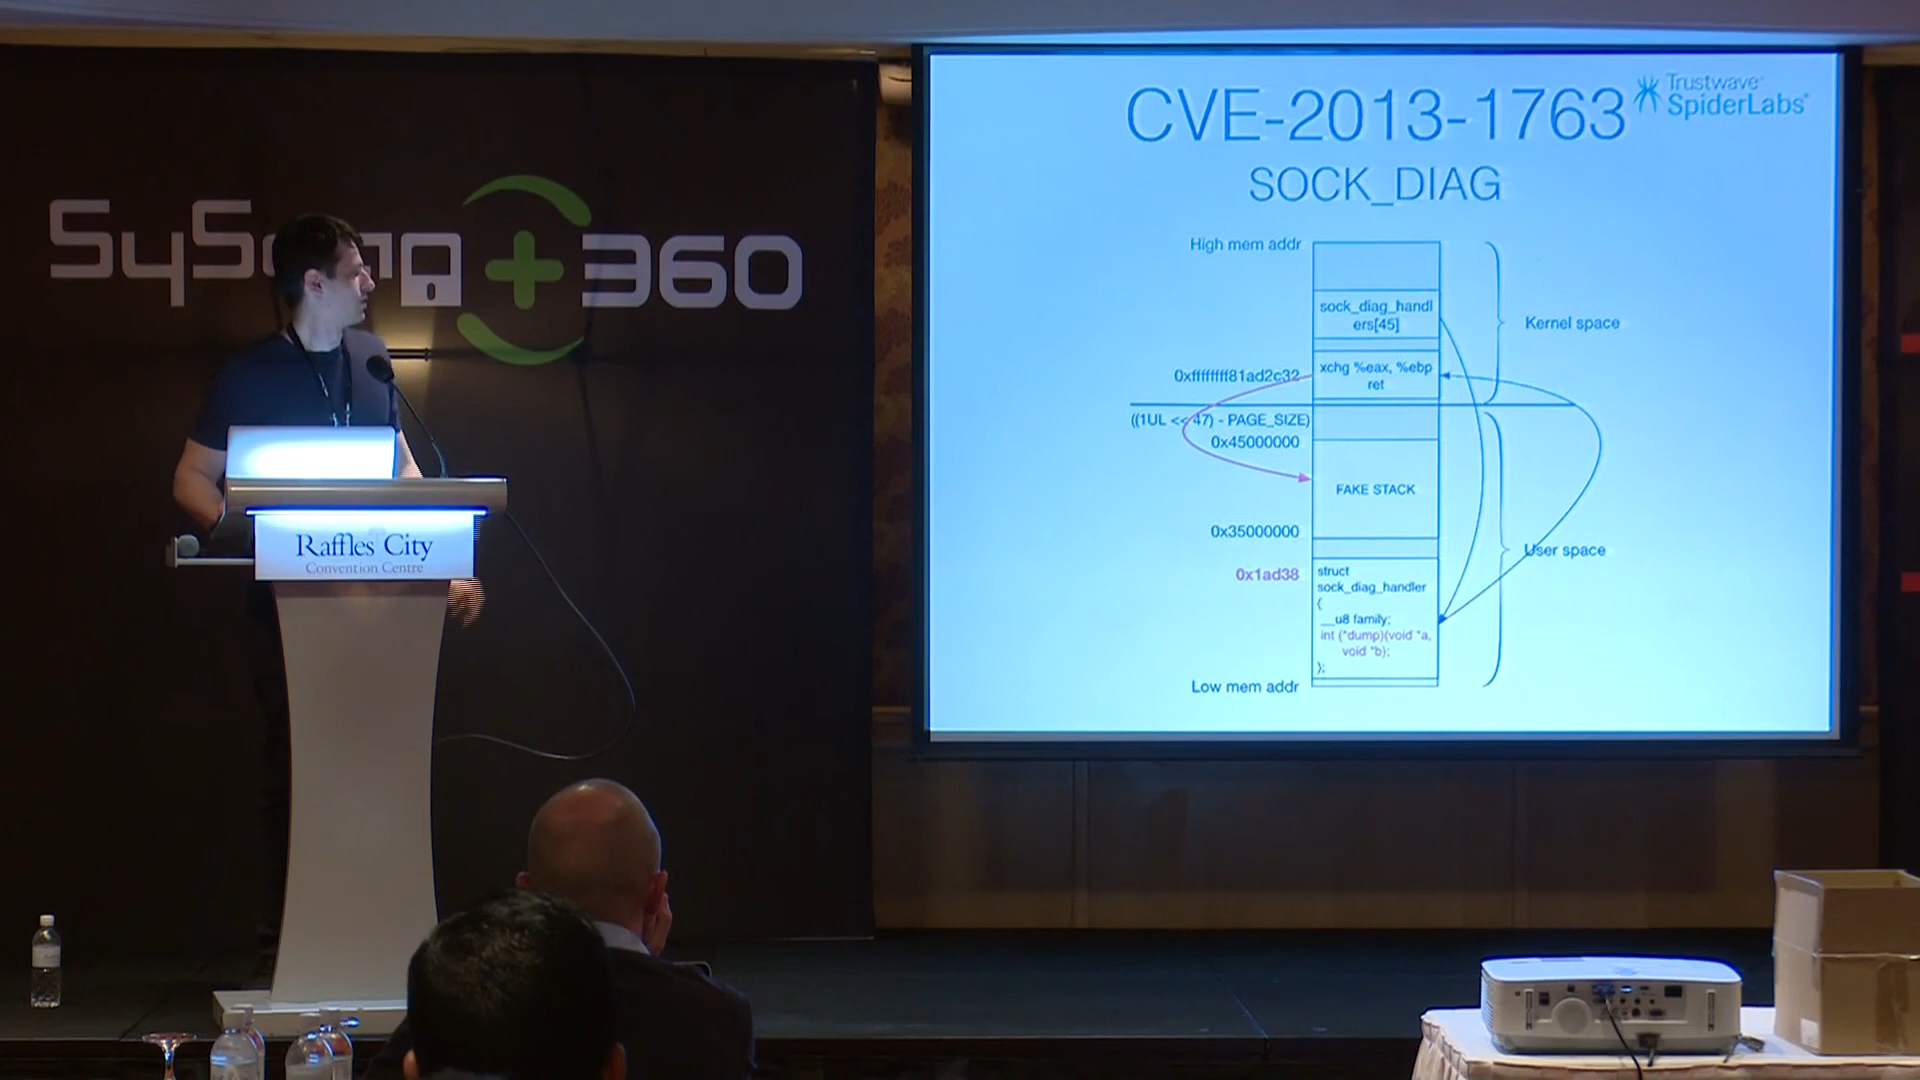 SyScan+360
Raffles City
Convention Centre
CVE-2013-1763
Trustwave®
SpiderLabs®
SOCK_DIAG
High mem addr
sock_diag_handl
ers[45]
Kernel space
0xffffffff81ad2c32
xchg %eax, %ebp
ret
((1UL << 47) - PAGE_SIZE)
0x45000000
FAKE STACK
0x35000000
User space
0x1ad38
struct
sock_diag_handler
{
__u8 family;
int (*dump)(void *a,
void *b);
};
Low mem addr